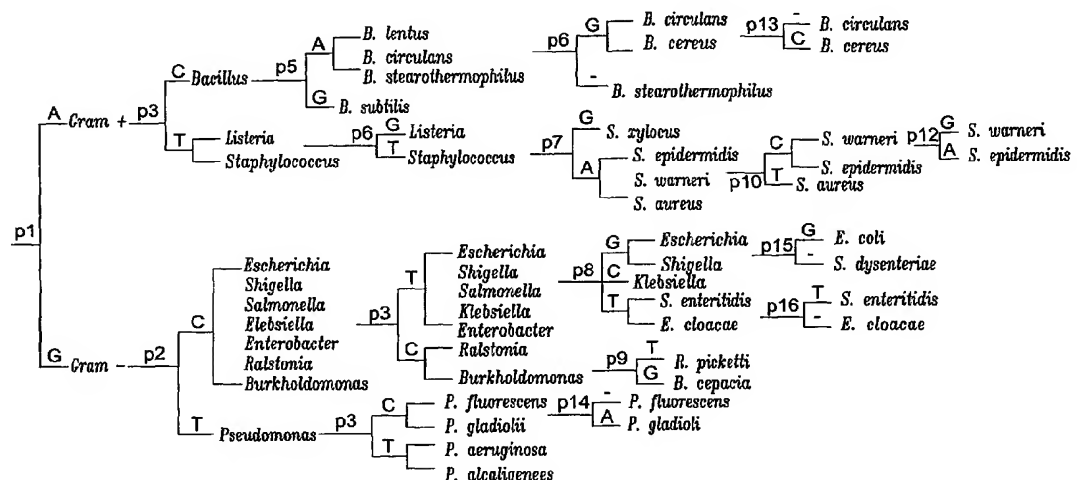 p1
A Gram + p3
C Bacillus p5
A
B. lentus
B. circulans
B. stearothermophilus
G B. subtilis
p6
G
B. circulans
B. cereus
- B. stearothermophilus
p13
- B. circulans
C B. cereus
T
Listeria
Staphylococcus
p6
G Listeria
T Staphylococcus
p7
G S. xylocus
A
S. epidermidis
S. warneri
S. aureus
p10
C
S. warneri
S. epidermidis
T S. aureus
p12
G S. warneri
A S. epidermidis
G Gram - p2
C
Escherichia
Shigella
Salmonella
Elebsiella
Enterobacter
Ralstonia
Burkholdomonas
p3
T
Escherichia
Shigella
Salmonella
Klebsiella
Enterobacter
C
Ralstonia
Burkholdomonas
p8
G
Escherichia
Shigella
C Klebsiella
T
S. enteritidis
E. cloacae
p15
G E. coli
- S. dysenteriae
p16
T S. enteritidis
- E. cloacae
p9
T R. picketti
G B. cepacia
T Pseudomonas p3
C
P. fluorescens
P. gladiolii
T
P. aeruginosa
P. alcaligenees
p14
- P. fluorescens
A P. gladioli